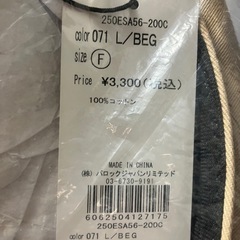 250ESA56-200C
color 071 L/BEG
size F
Price ¥3,300(税込)
100%コットン
MADE IN CHINA
(株)バロックジャパンリミテッド
03-6730-9191
6062504127175
250ESA56-200C
color 071 L/BEG